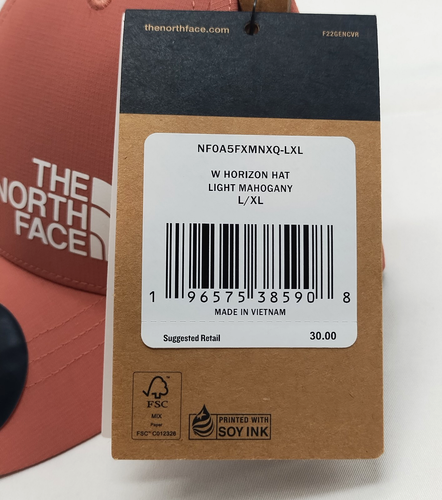 thenorthface.com
F22GENCVR
NF0A5FXMNXQ-LXL
W HORIZON HAT
LIGHT MAHOGANY
L/XL
1 96575 38590 8
MADE IN VIETNAM
Suggested Retail 30.00
THE
NORTH
FACE
FSC
MIX
Paper
FSC® C012326
PRINTED WITH
SOY INK